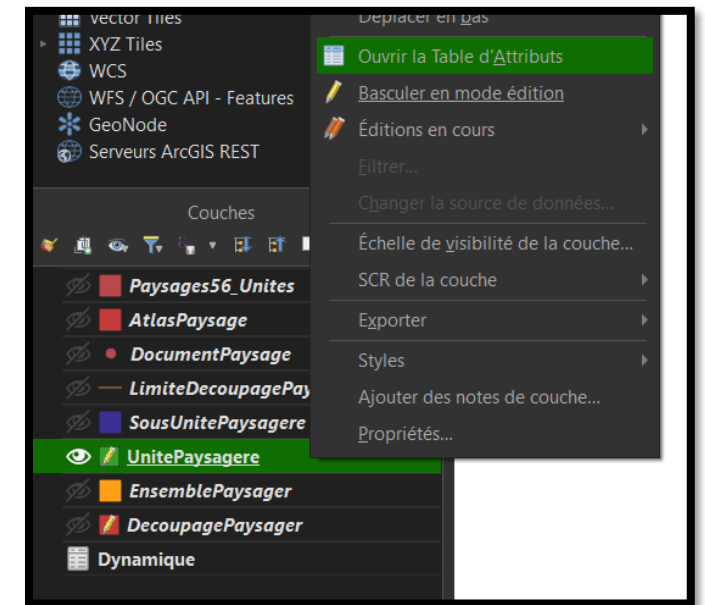 Vector Tiles
XYZ Tiles
WCS
WFS / OGC API - Features
GeoNode
Serveurs ArcGIS REST
Déplacer en bas
Ouvrir la Table d'Attributs
Basculer en mode édition
Éditions en cours
Filtrer...
Changer la source de données...
Échelle de visibilité de la couche...
SCR de la couche
Exporter
Styles
Ajouter des notes de couche...
Propriétés...
Couches
Paysages56_Unites
AtlasPaysage
DocumentPaysage
LimiteDecoupagePay
SousUnitePaysagere
UnitePaysagere
EnsemblePaysager
DecoupagePaysager
Dynamique